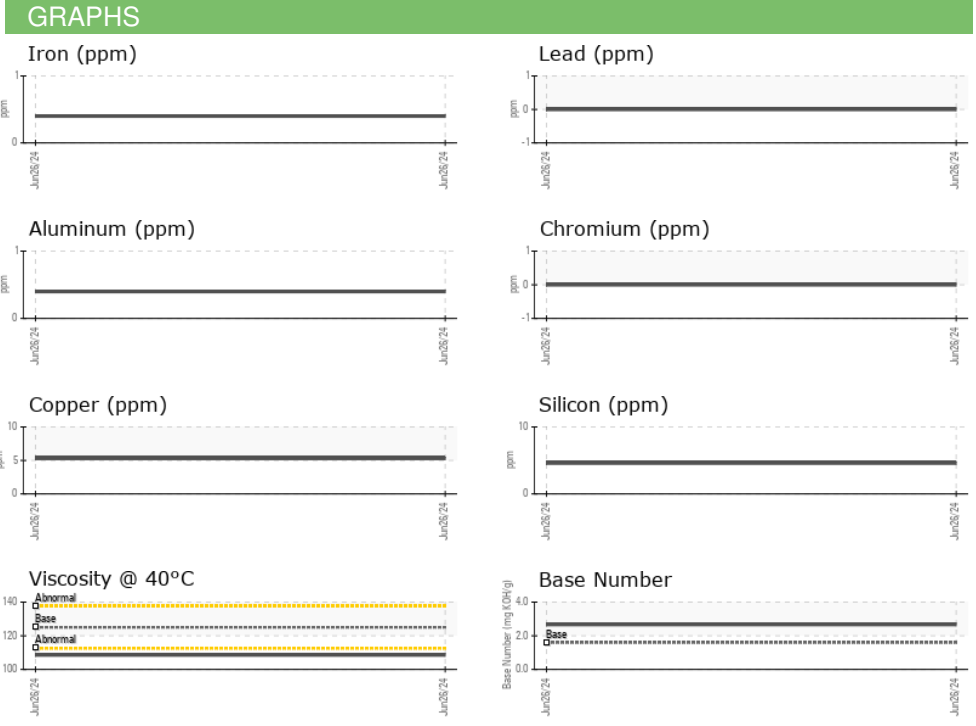 GRAPHS
Iron (ppm)
ppm
1
0
Jun26/24
Jun26/24
Lead (ppm)
ppm
1
0
-1
Jun26/24
Jun26/24
Aluminum (ppm)
ppm
1
0
Jun26/24
Jun26/24
Chromium (ppm)
ppm
1
0
-1
Jun26/24
Jun26/24
Copper (ppm)
ppm
10
5
0
Jun26/24
Jun26/24
Silicon (ppm)
ppm
10
0
Jun26/24
Jun26/24
Viscosity @ 40°C
140
120
100
Abnormal
Base
Abnormal
Jun26/24
Jun26/24
Base Number
Base Number (mg KOH/g)
4.0
2.0
0.0
Base
Jun26/24
Jun26/24